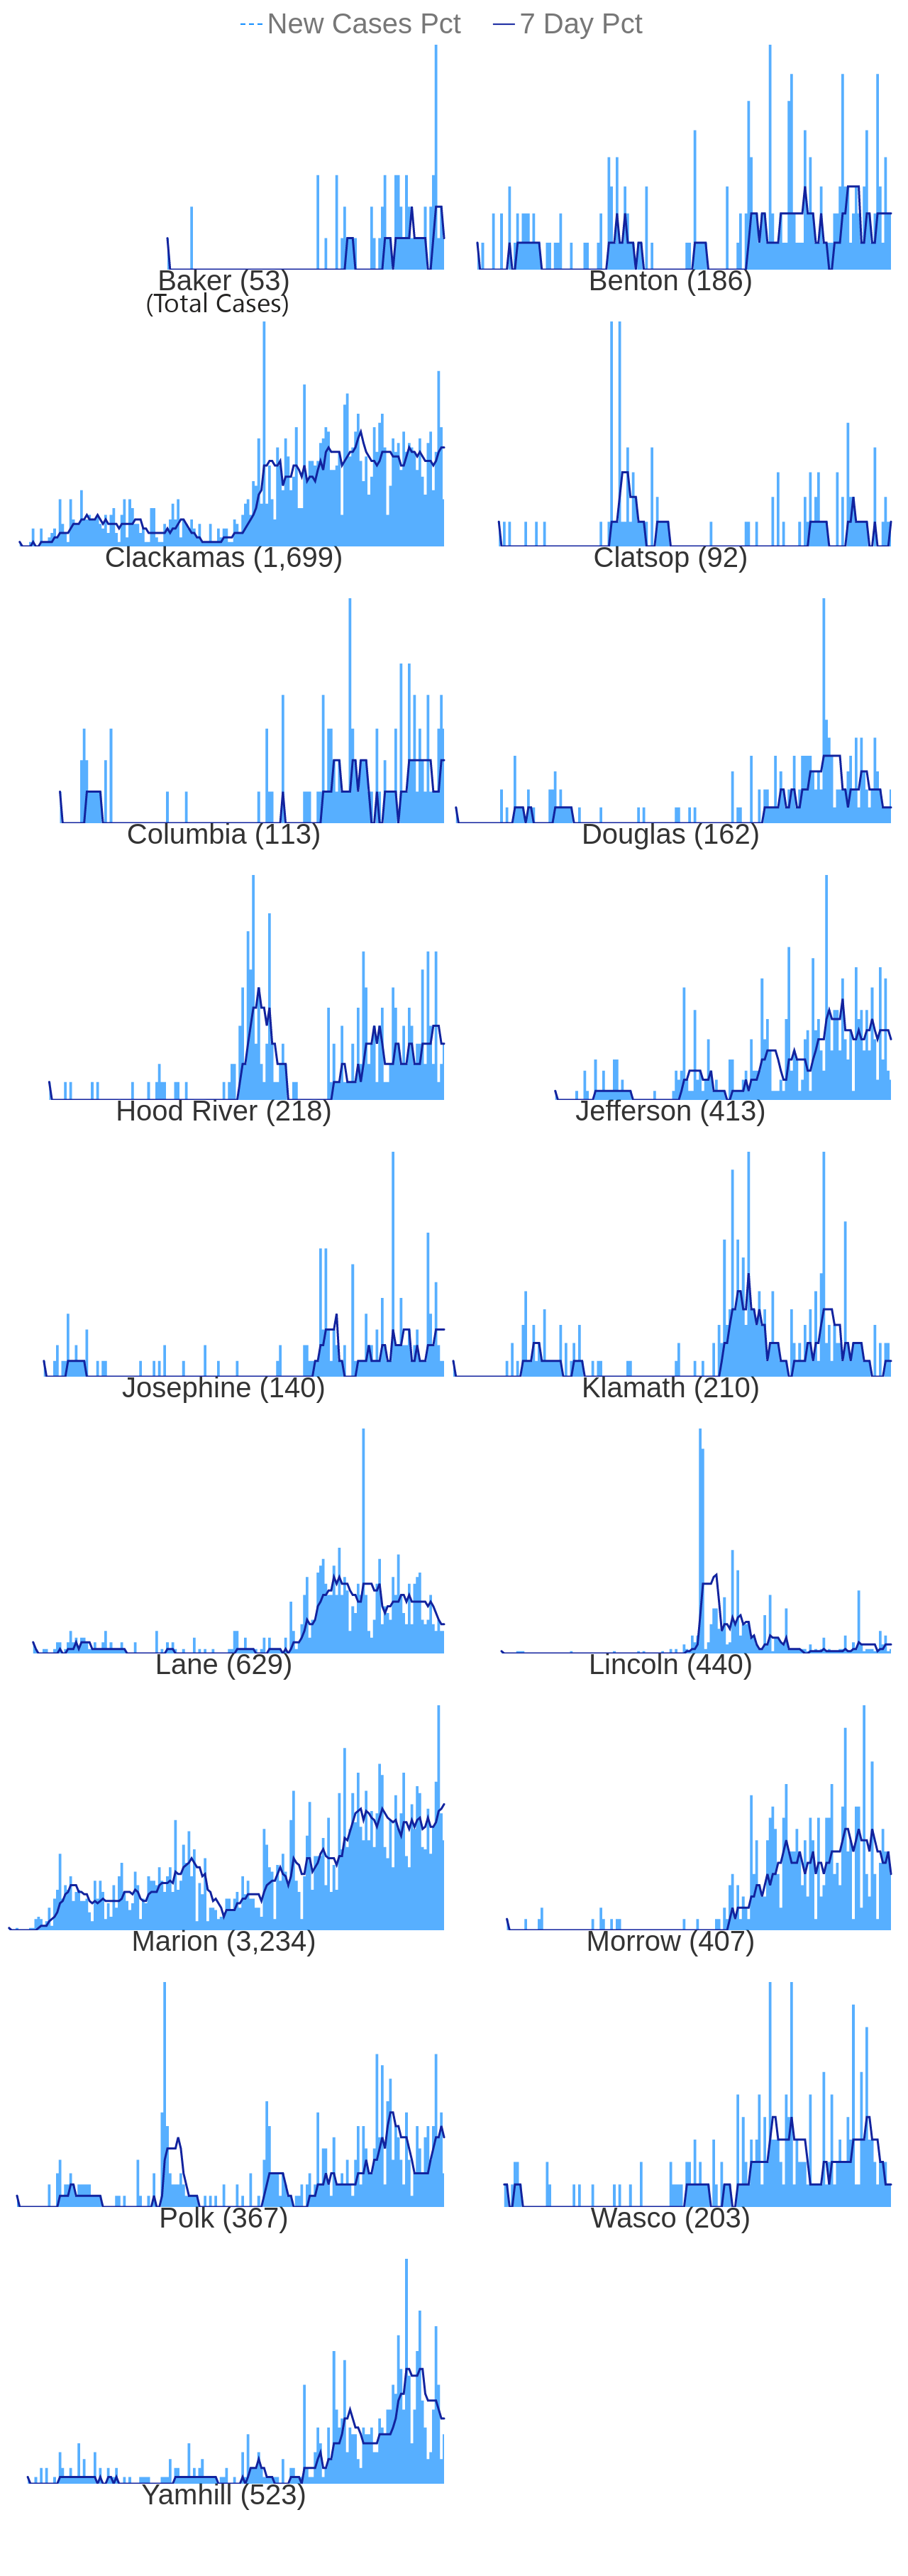 New Cases Pct 7 Day Pct
Baker (53) Benton (186)
(Total Cases)
Clackamas (1,699) Clatsop (92)
Columbia (113) Douglas (162)
Hood River (218) Jefferson (413)
Josephine (140) Klamath (210)
Lane (629) Lincoln (440)
Marion (3,234) Morrow (407)
Polk (367) Wasco (203)
Yamhill (523)